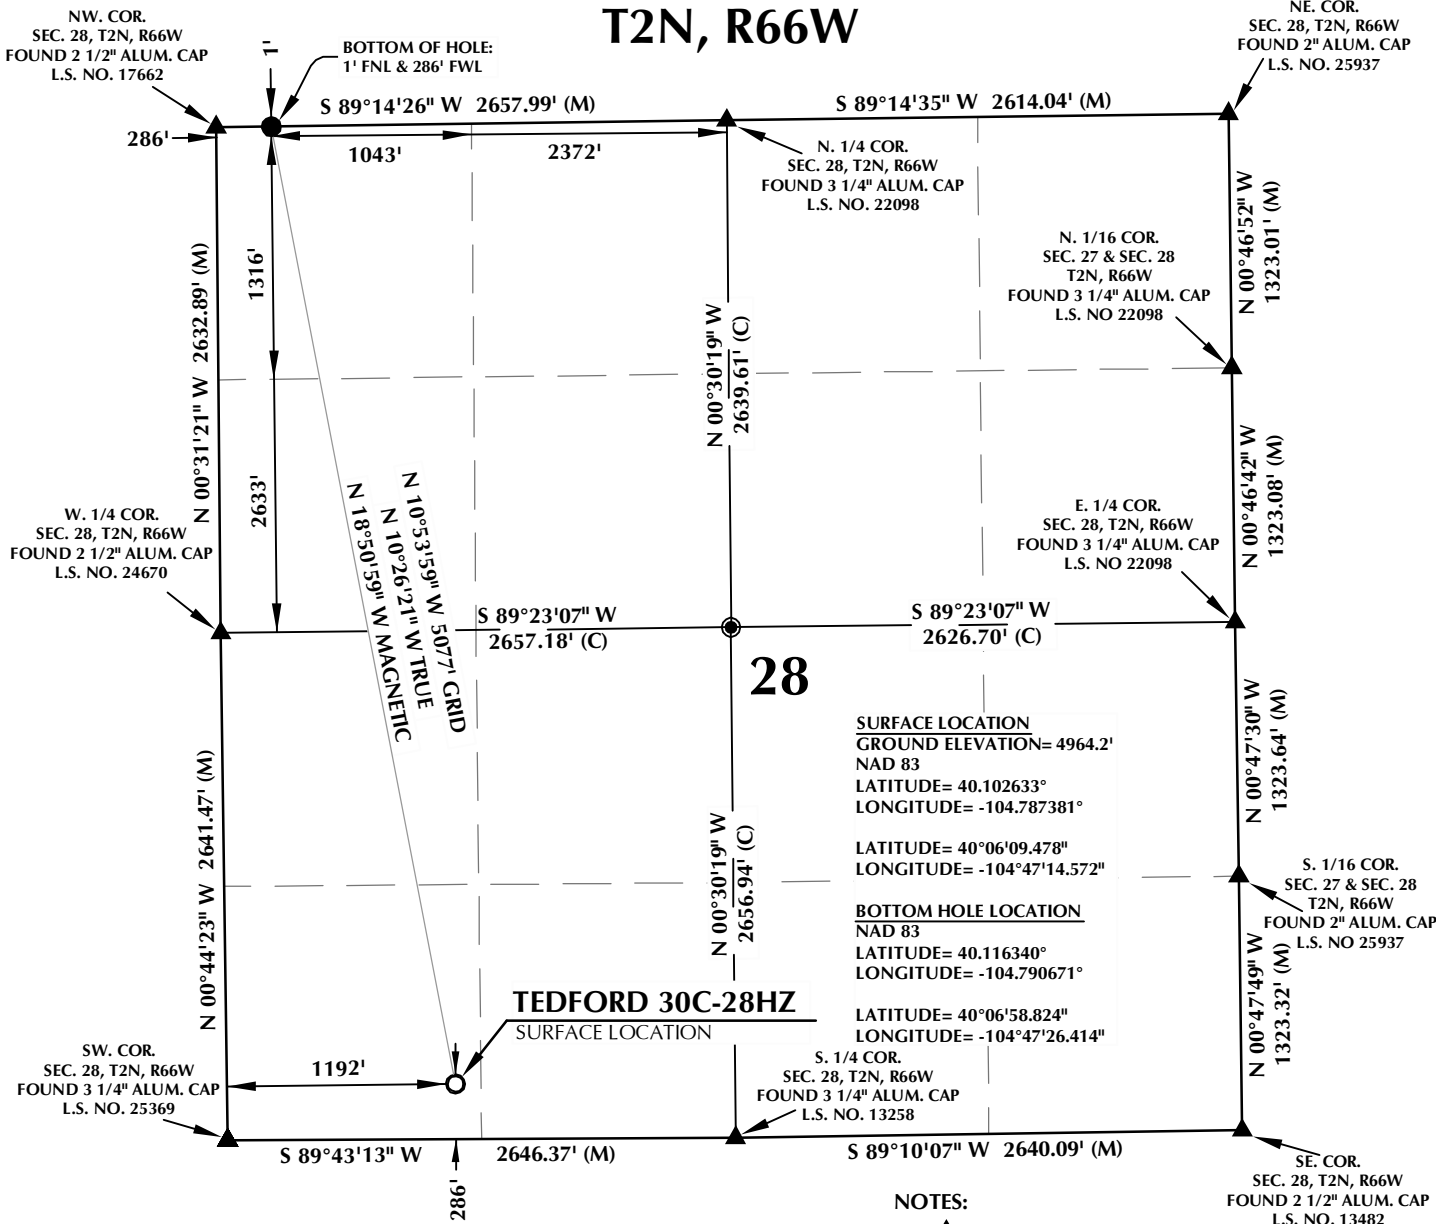 T2N, R66W
NW. COR.
SEC. 28, T2N, R66W
FOUND 2 1/2" ALUM. CAP
L.S. NO. 17662
1'
BOTTOM OF HOLE:
1' FNL & 286' FWL
NE. COR.
SEC. 28, T2N, R66W
FOUND 2" ALUM. CAP
L.S. NO. 25937
S 89°14'26" W 2657.99' (M)
S 89°14'35" W 2614.04' (M)
286'
1043'
2372'
N. 1/4 COR.
SEC. 28, T2N, R66W
FOUND 3 1/4" ALUM. CAP
L.S. NO. 22098
N 00°46'52" W
1323.01' (M)
N. 1/16 COR.
SEC. 27 & SEC. 28
T2N, R66W
FOUND 3 1/4" ALUM. CAP
L.S. NO 22098
N 00°31'21" W 2632.89' (M)
1316'
2633'
N 00°30'19" W
2639.61' (C)
N 00°46'42" W
1323.08' (M)
W. 1/4 COR.
SEC. 28, T2N, R66W
FOUND 2 1/2" ALUM. CAP
L.S. NO. 24670
N 10°53'59" W 5077' GRID
N 10°26'21" W TRUE
N 18°50'59" W MAGNETIC
E. 1/4 COR.
SEC. 28, T2N, R66W
FOUND 3 1/4" ALUM. CAP
L.S. NO 22098
S 89°23'07" W
2657.18' (C)
S 89°23'07" W
2626.70' (C)
28
N 00°47'30" W
1323.64' (M)
SURFACE LOCATION
GROUND ELEVATION= 4964.2'
NAD 83
LATITUDE= 40.102633°
LONGITUDE= -104.787381°
LATITUDE= 40°06'09.478"
LONGITUDE= -104°47'14.572"
BOTTOM HOLE LOCATION
NAD 83
LATITUDE= 40.116340°
LONGITUDE= -104.790671°
LATITUDE= 40°06'58.824"
LONGITUDE= -104°47'26.414"
N 00°44'23" W 2641.47' (M)
N 00°30'19" W
2656.94' (C)
S. 1/16 COR.
SEC. 27 & SEC. 28
T2N, R66W
FOUND 2" ALUM. CAP
L.S. NO 25937
N 00°47'49" W
1323.32' (M)
TEDFORD 30C-28HZ
SURFACE LOCATION
SW. COR.
SEC. 28, T2N, R66W
FOUND 3 1/4" ALUM. CAP
L.S. NO. 25369
1192'
S. 1/4 COR.
SEC. 28, T2N, R66W
FOUND 3 1/4" ALUM. CAP
L.S. NO. 13258
S 89°43'13" W 2646.37' (M)
S 89°10'07" W 2640.09' (M)
286'
SE. COR.
SEC. 28, T2N, R66W
FOUND 2 1/2" ALUM. CAP
L.S. NO. 13482
NOTES: